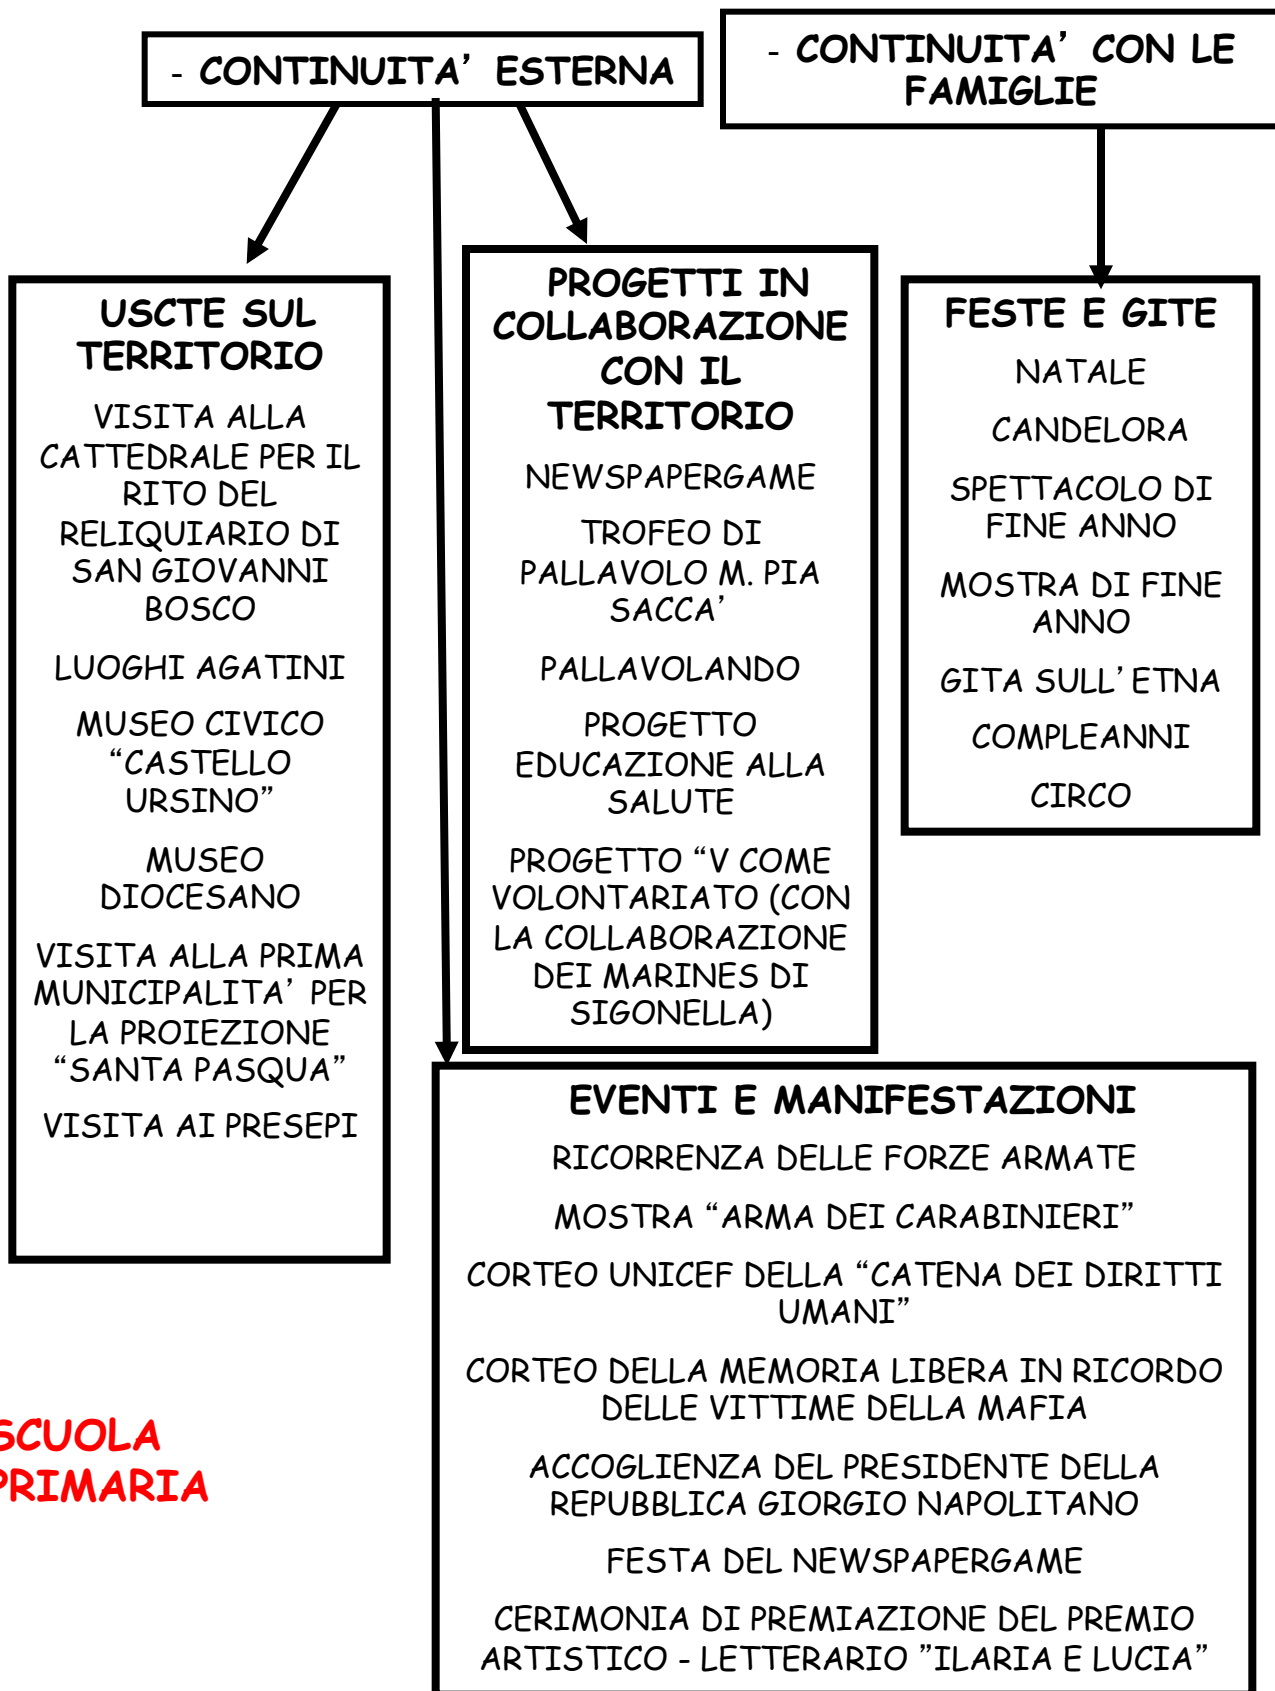 - CONTINUITA’ ESTERNA
- CONTINUITA’ CON LE
FAMIGLIE
USCTE SUL
TERRITORIO
VISITA ALLA
CATTEDRALE PER IL
RITO DEL
RELIQUIARIO DI
SAN GIOVANNI
BOSCO
LUOGHI AGATINI
MUSEO CIVICO
“CASTELLO
URSINO”
MUSEO
DIOCESANO
VISITA ALLA PRIMA
MUNICIPALITA’ PER
LA PROIEZIONE
“SANTA PASQUA”
VISITA AI PRESEPI
PROGETTI IN
COLLABORAZIONE
CON IL
TERRITORIO
NEWSPAPERGAME
TROFEO DI
PALLAVOLO M. PIA
SACCA’
PALLAVOLANDO
PROGETTO
EDUCAZIONE ALLA
SALUTE
PROGETTO “V COME
VOLONTARIATO (CON
LA COLLABORAZIONE
DEI MARINES DI
SIGONELLA)
FESTE E GITE
NATALE
CANDELORA
SPETTACOLO DI
FINE ANNO
MOSTRA DI FINE
ANNO
GITA SULL’ETNA
COMPLEANNI
CIRCO
EVENTI E MANIFESTAZIONI
RICORRENZA DELLE FORZE ARMATE
MOSTRA “ARMA DEI CARABINIERI”
CORTEO UNICEF DELLA “CATENA DEI DIRITTI
UMANI”
CORTEO DELLA MEMORIA LIBERA IN RICORDO
DELLE VITTIME DELLA MAFIA
ACCOGLIENZA DEL PRESIDENTE DELLA
REPUBBLICA GIORGIO NAPOLITANO
FESTA DEL NEWSPAPERGAME
CERIMONIA DI PREMIAZIONE DEL PREMIO
ARTISTICO - LETTERARIO "ILARIA E LUCIA”
SCUOLA
PRIMARIA